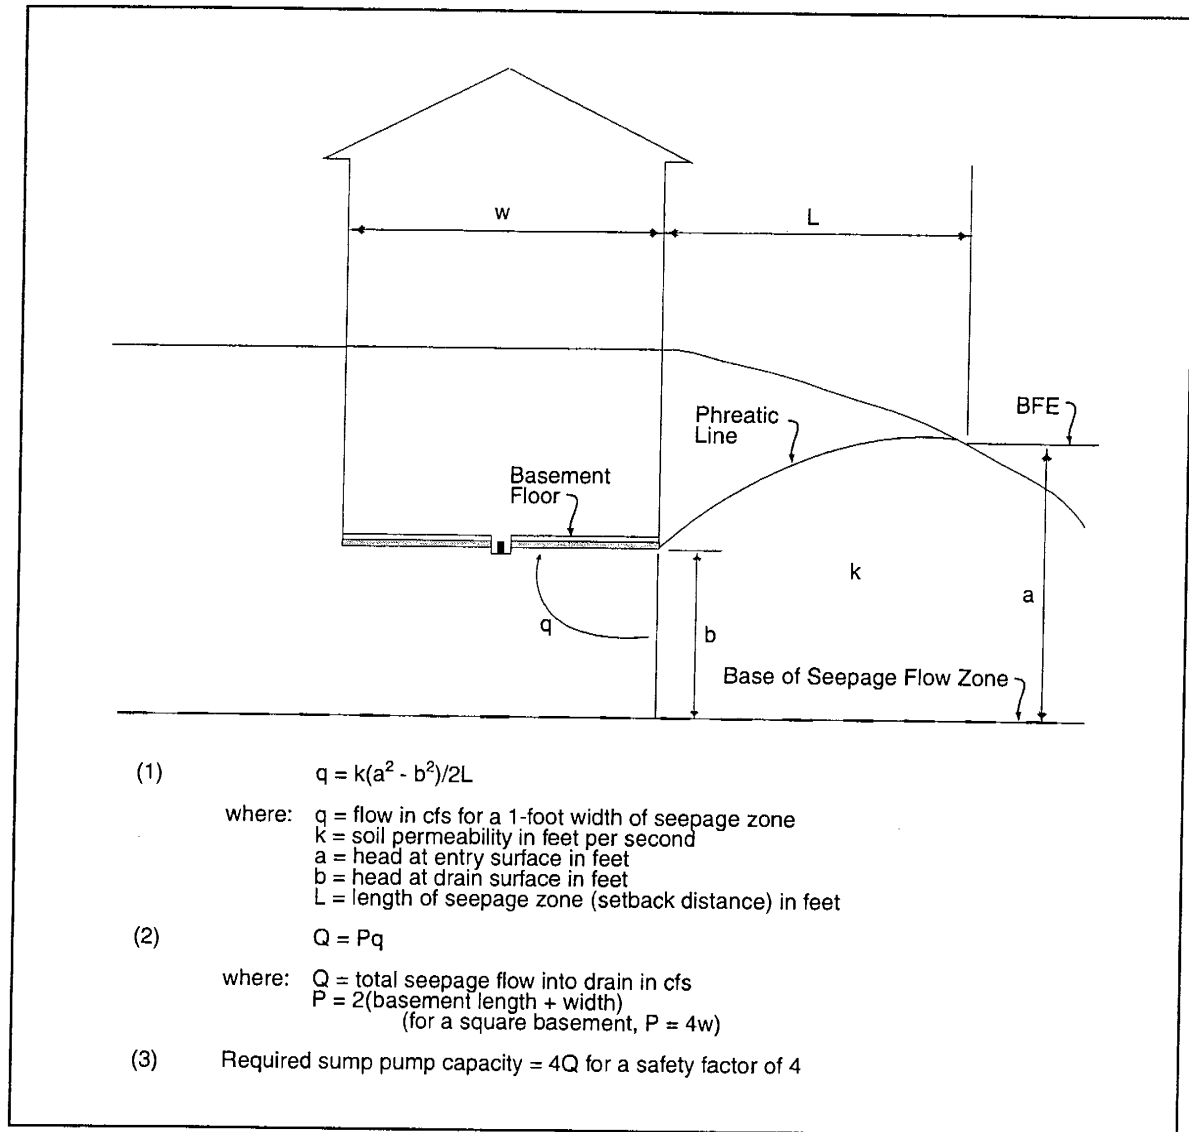 w
L
BFE
Phreatic
Line
Basement
Floor
k
a
q
b
Base of Seepage Flow Zone
(1) q = k(a² - b²)/2L
where: q = flow in cfs for a 1-foot width of seepage zone
k = soil permeability in feet per second
a = head at entry surface in feet
b = head at drain surface in feet
L = length of seepage zone (setback distance) in feet
(2) Q = Pq
where: Q = total seepage flow into drain in cfs
P = 2(basement length + width)
(for a square basement, P = 4w)
(3) Required sump pump capacity = 4Q for a safety factor of 4